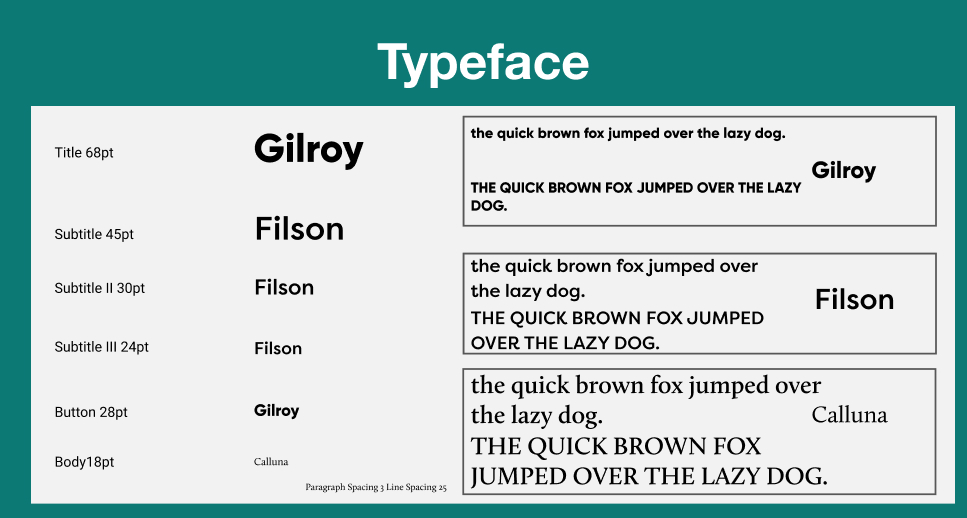 Typeface
Title 68pt
Gilroy
Subtitle 45pt
Filson
Subtitle II 30pt
Filson
Subtitle III 24pt
Filson
Button 28pt
Gilroy
Body18pt
Calluna
Paragraph Spacing 3 Line Spacing 25
the quick brown fox jumped over the lazy dog.
Gilroy
THE QUICK BROWN FOX JUMPED OVER THE LAZY
DOG.
the quick brown fox jumped over
the lazy dog.
Filson
THE QUICK BROWN FOX JUMPED
OVER THE LAZY DOG.
the quick brown fox jumped over
the lazy dog.
Calluna
THE QUICK BROWN FOX
JUMPED OVER THE LAZY DOG.